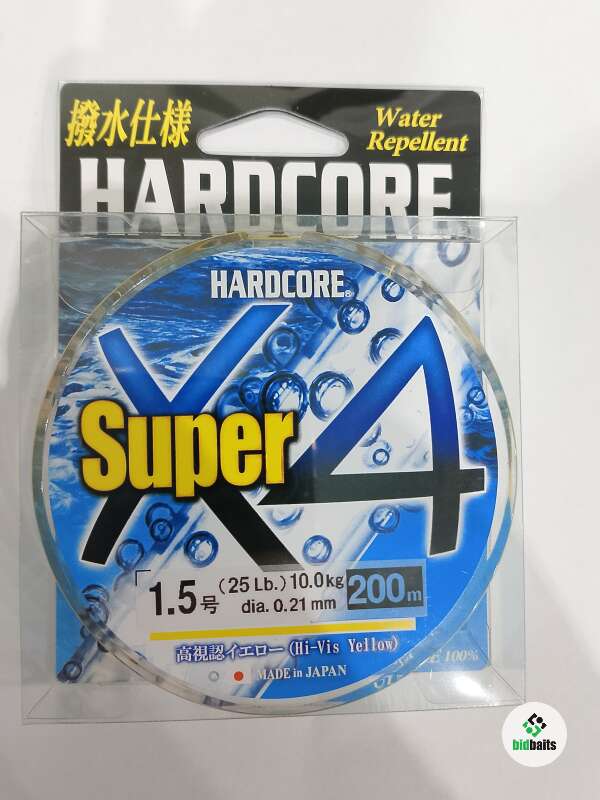 撥水仕様
Water
Repellent
HARDCORE
HARDCORE®
Super
X4
1.5号 (25 Lb.) 10.0kg
dia. 0.21 mm
200m
高視認イエロー (Hi-Vis Yellow)
MADE in JAPAN
100%
bidbaits